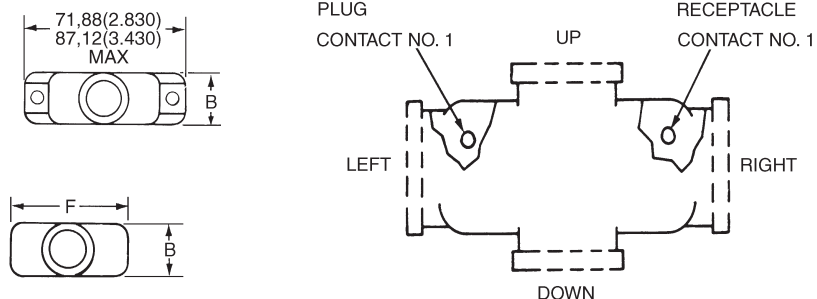 71,88(2.830)
87,12(3.430)
MAX
B
F
B
PLUG
CONTACT NO. 1
UP
RECEPTACLE
CONTACT NO. 1
LEFT
RIGHT
DOWN